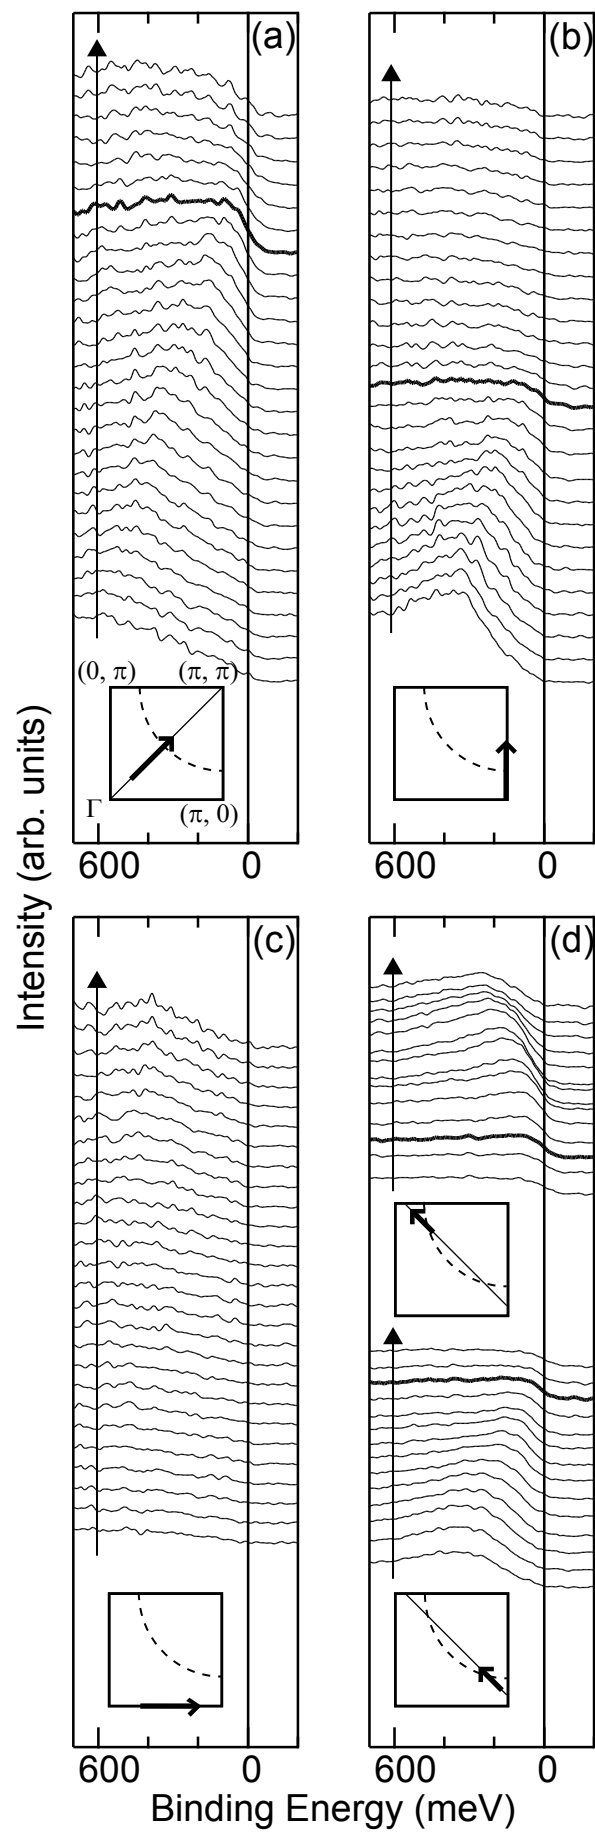 (a)
(b)
(0, π)
(π, π)
Γ
(π, 0)
600
0
600
0
Intensity (arb. units)
(c)
(d)
600
0
600
0
Binding Energy (meV)